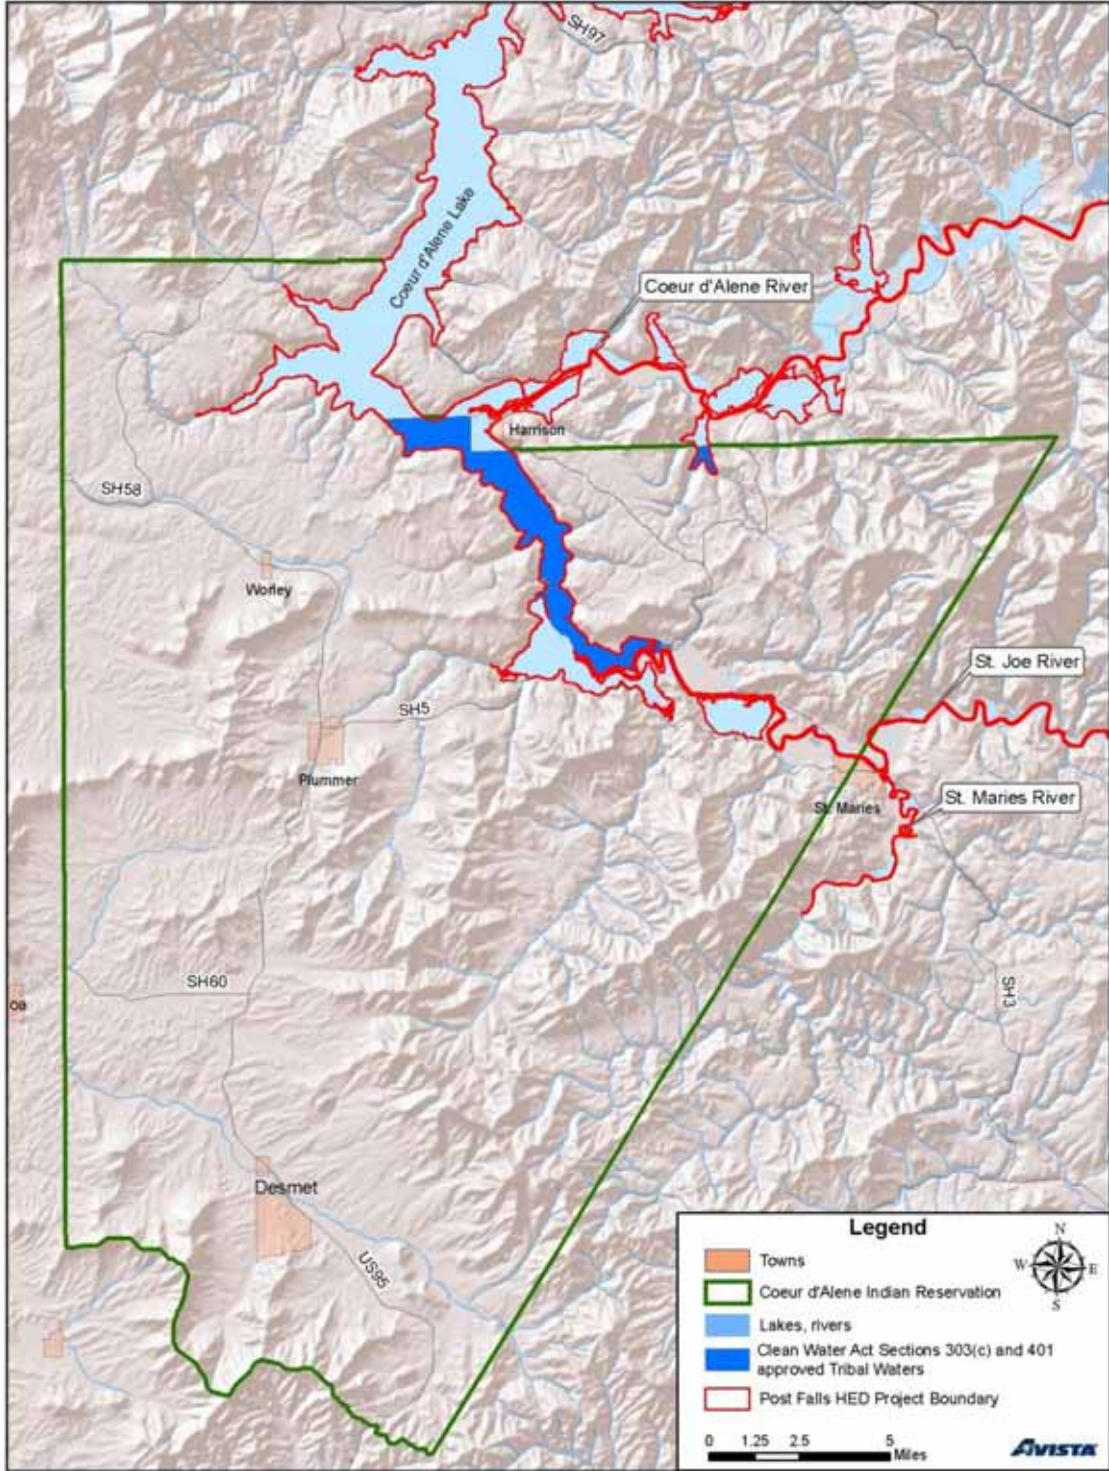 SH97
Coeur d'Alene Lake
Coeur d'Alene River
Harrison
SH58
Worley
St. Joe River
SH5
Plummer
St. Maries River
St. Maries
SH60
oa
SH3
Desmet
US95
Legend
Towns
Coeur d'Alene Indian Reservation
Lakes, rivers
Clean Water Act Sections 303(c) and 401
approved Tribal Waters
Post Falls HED Project Boundary
N
W E
S
0 1.25 2.5 5
Miles
AVISTA